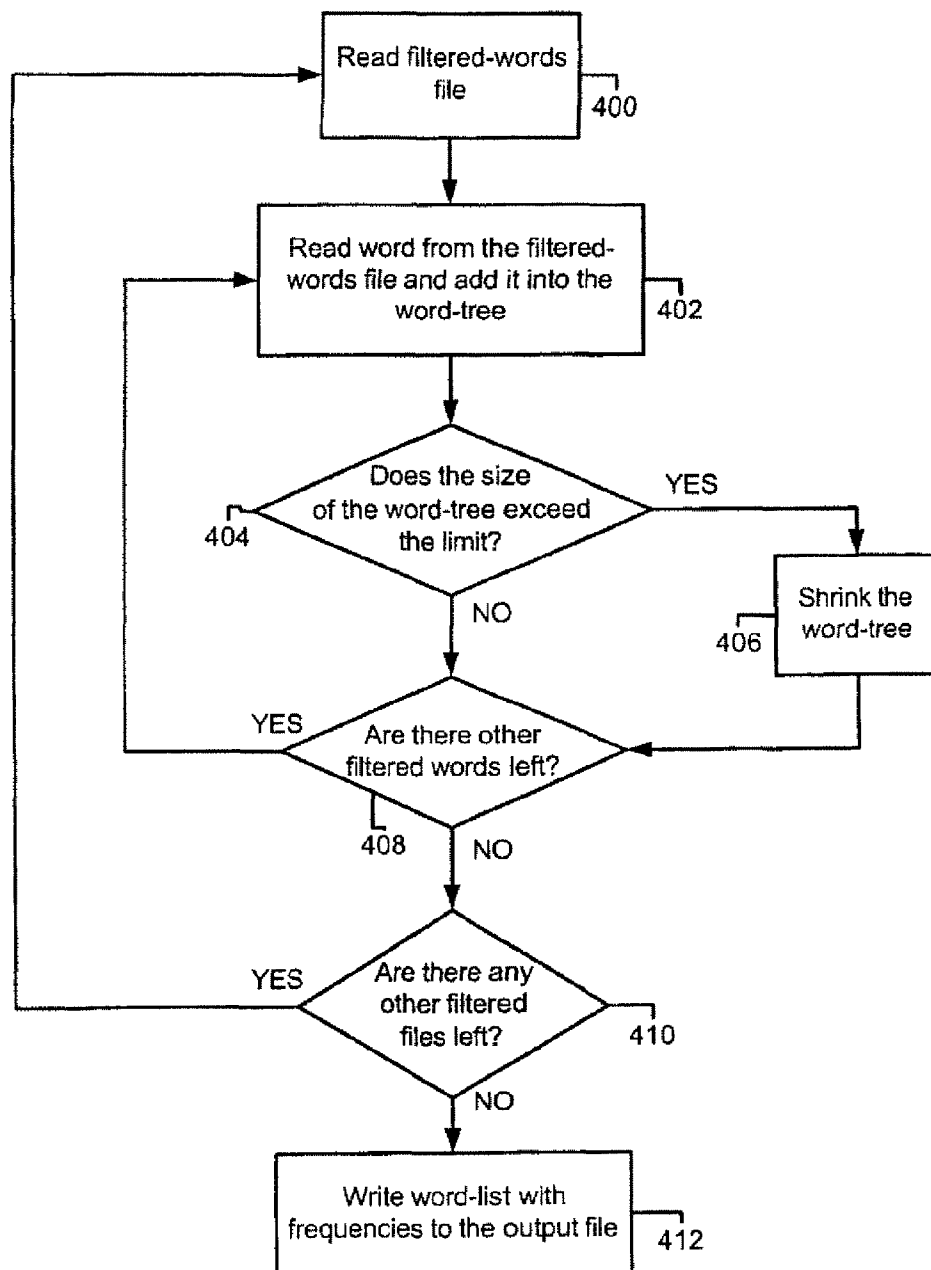 Read filtered-words
file
400
Read word from the filtered-
words file and add it into the
word-tree
402
Does the size
of the word-tree exceed
the limit?
404
YES
NO
Shrink the
word-tree
406
Are there other
filtered words left?
YES
408
NO
Are there any
other filtered
files left?
YES
410
NO
Write word-list with
frequencies to the output file
412